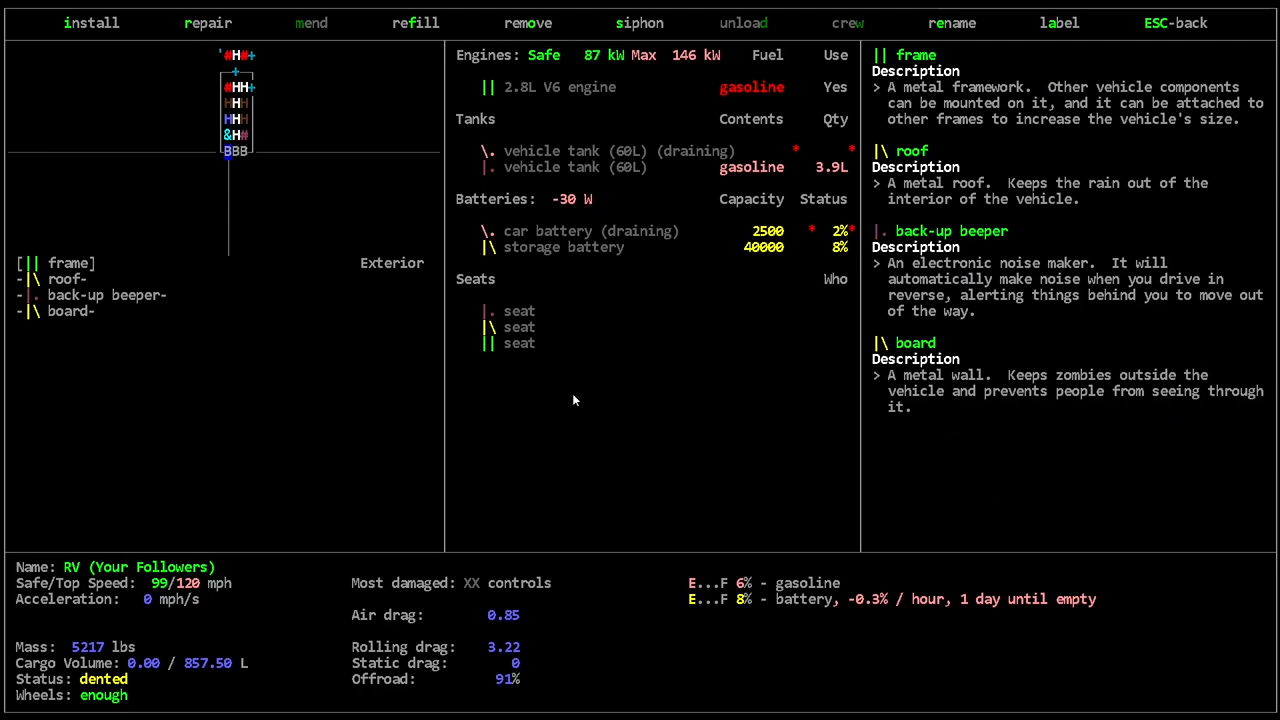 install repair mend refill remove siphon unload crew rename label ESC-back
'#H#+
+
#HH+
HHH
HHH
&H#
BBB
[|| frame] Exterior
-|\ roof-
-|. back-up beeper-
-|\ board-
Engines: Safe 87 kW Max 146 kW Fuel Use
|| 2.8L V6 engine gasoline Yes
Tanks Contents Qty
\. vehicle tank (60L) (draining) * *
|. vehicle tank (60L) gasoline 3.9L
Batteries: -30 W Capacity Status
\. car battery (draining) 2500 * 2%*
|\ storage battery 40000 8%
Seats Who
|. seat
|\ seat
|| seat
|| frame
Description
> A metal framework. Other vehicle components
can be mounted on it, and it can be attached to
other frames to increase the vehicle's size.
|\ roof
Description
> A metal roof. Keeps the rain out of the
interior of the vehicle.
|. back-up beeper
Description
> An electronic noise maker. It will
automatically make noise when you drive in
reverse, alerting things behind you to move out
of the way.
|\ board
Description
> A metal wall. Keeps zombies outside the
vehicle and prevents people from seeing through
it.
Name: RV (Your Followers)
Safe/Top Speed: 99/120 mph
Acceleration: 0 mph/s
Mass: 5217 lbs
Cargo Volume: 0.00 / 857.50 L
Status: dented
Wheels: enough
Most damaged: XX controls
Air drag: 0.85
Rolling drag: 3.22
Static drag: 0
Offroad: 91%
E...F 6% - gasoline
E...F 8% - battery, -0.3% / hour, 1 day until empty